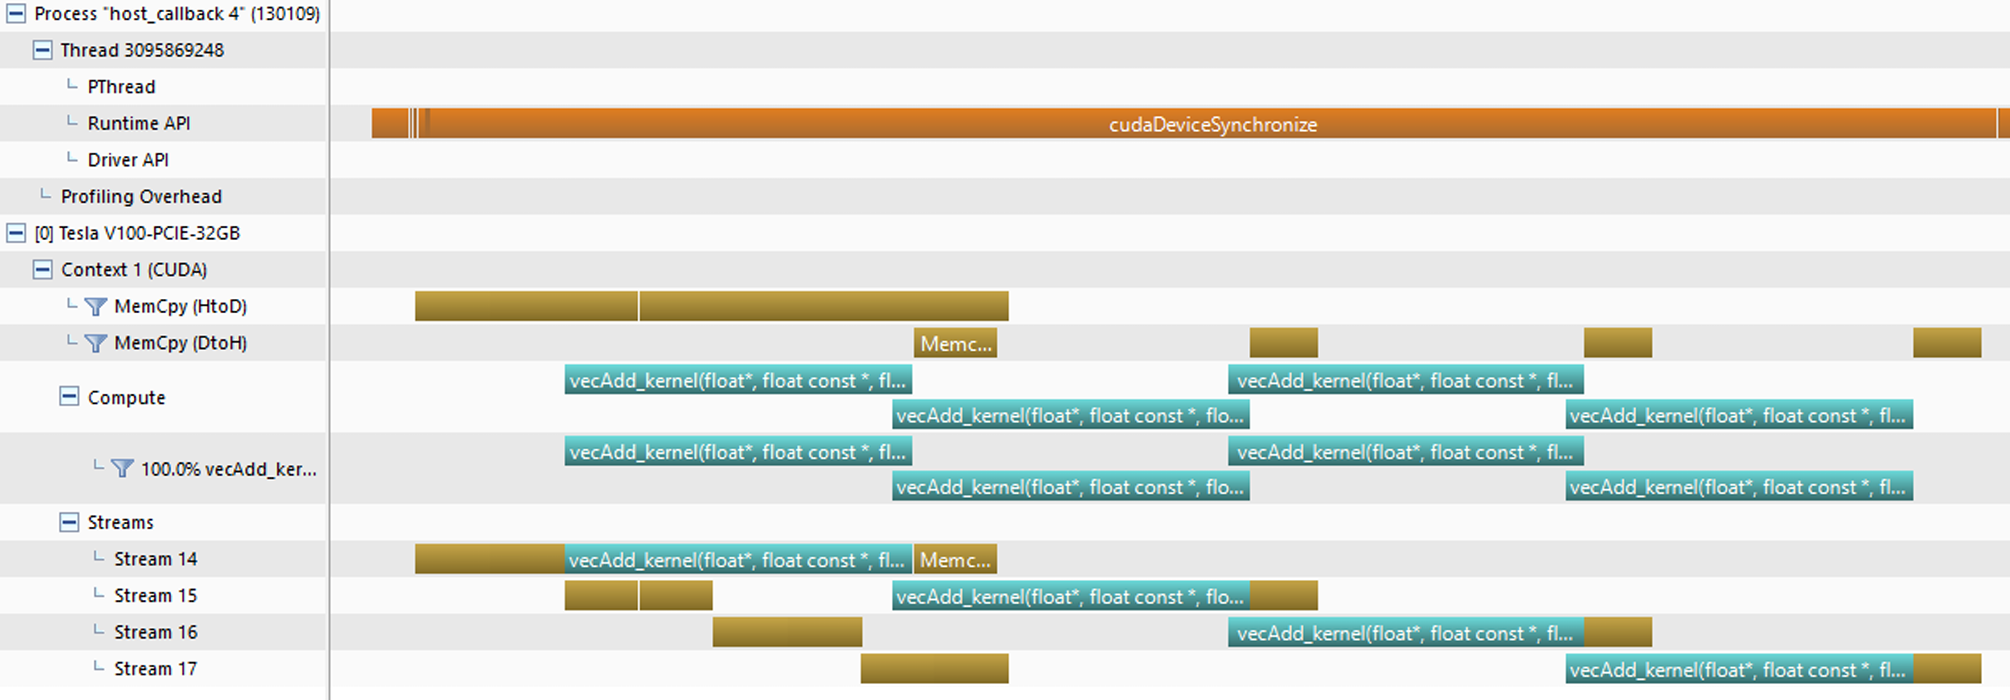 Process "host_callback 4" (130109)
Thread 3095869248
PThread
Runtime API
cudaDeviceSynchronize
Driver API
Profiling Overhead
[0] Tesla V100-PCIE-32GB
Context 1 (CUDA)
MemCpy (HtoD)
MemCpy (DtoH)
Memc...
Compute
vecAdd_kernel(float*, float const *, fl...
vecAdd_kernel(float*, float const *, fl...
vecAdd_kernel(float*, float const *, flo...
vecAdd_kernel(float*, float const *, fl...
100.0% vecAdd_ker...
vecAdd_kernel(float*, float const *, fl...
vecAdd_kernel(float*, float const *, fl...
vecAdd_kernel(float*, float const *, flo...
vecAdd_kernel(float*, float const *, fl...
Streams
Stream 14
vecAdd_kernel(float*, float const *, fl...
Memc...
Stream 15
vecAdd_kernel(float*, float const *, flo...
Stream 16
vecAdd_kernel(float*, float const *, fl...
Stream 17
vecAdd_kernel(float*, float const *, fl...